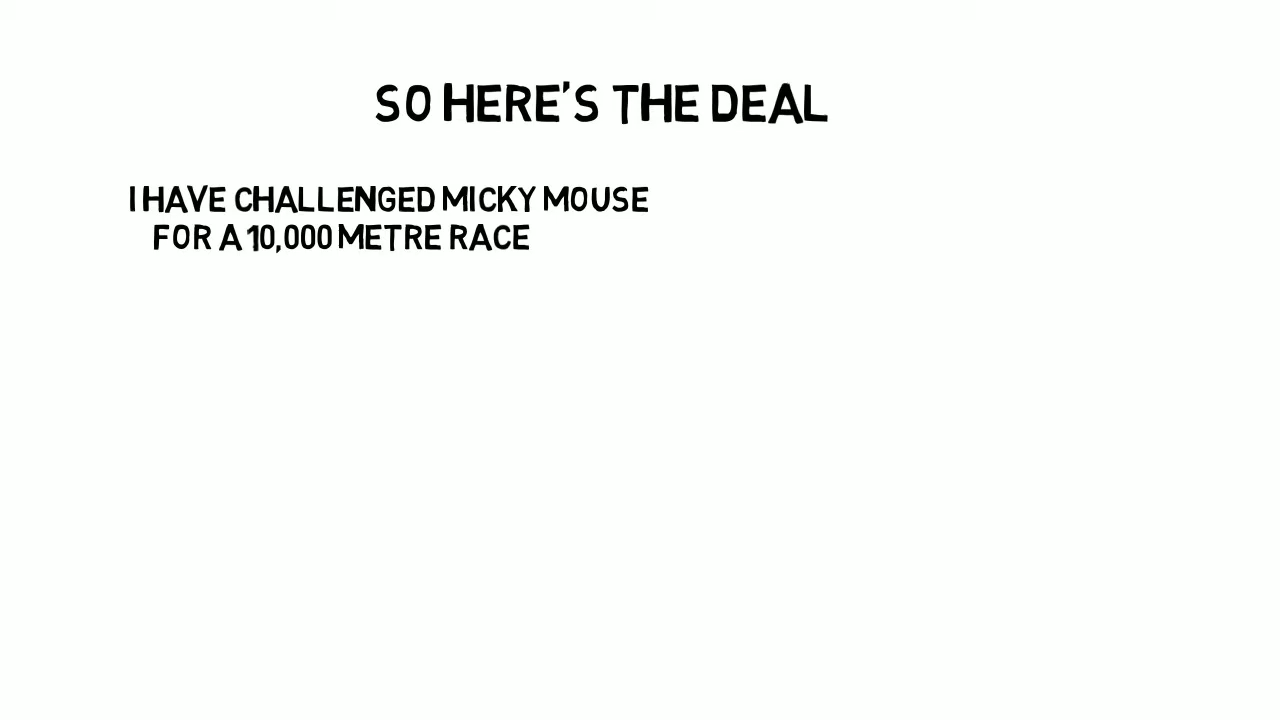 SO HERE'S THE DEAL
I HAVE CHALLENGED MICKY MOUSE
FOR A 10,000 METRE RACE